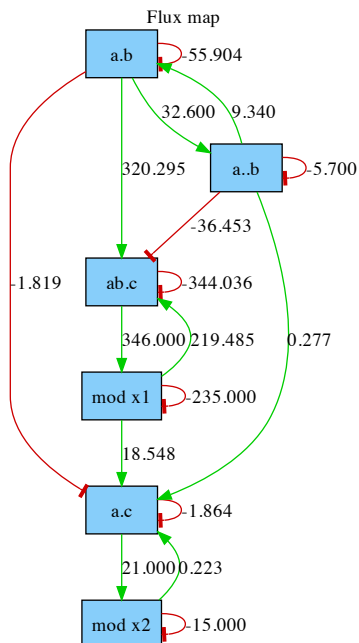 Flux map
a.b
-55.904
32.600
9.340
320.295
a..b
-5.700
-36.453
-1.819
ab.c
-344.036
0.277
346.000
219.485
mod x1
-235.000
18.548
a.c
-1.864
21.000
0.223
mod x2
-15.000